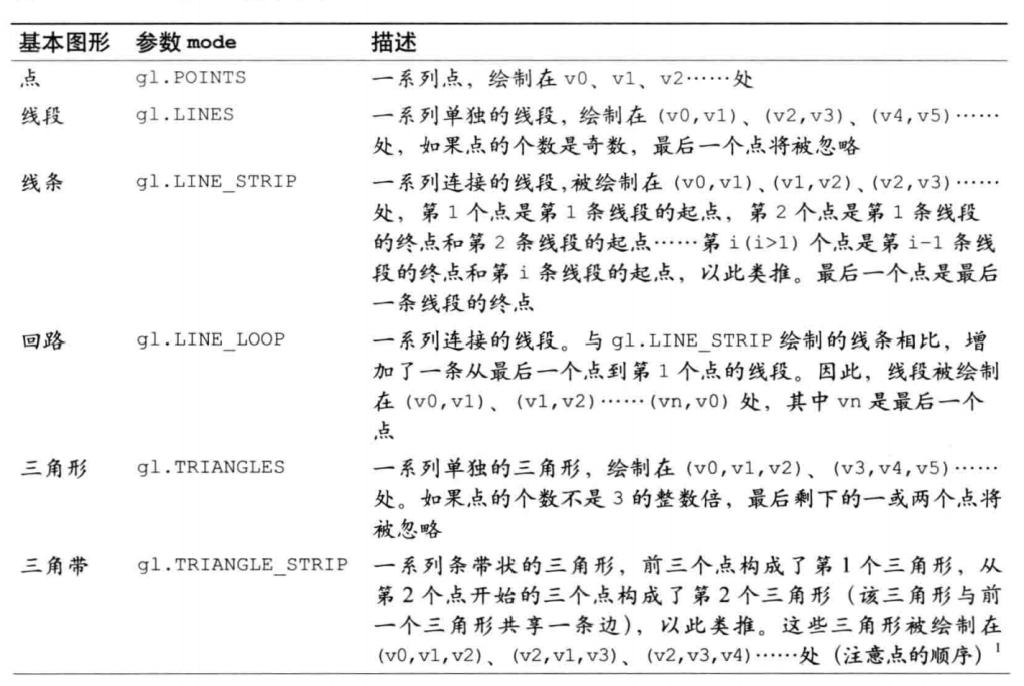 基本图形 参数 mode 描述
点 gl.POINTS 一系列点，绘制在 v0、v1、v2……处
线段 gl.LINES 一系列单独的线段，绘制在 (v0,v1)、(v2,v3)、(v4,v5)……
处，如果点的个数是奇数，最后一个点将被忽略
线条 gl.LINE_STRIP 一系列连接的线段,被绘制在 (v0,v1)、(v1,v2)、(v2,v3)……
处，第 1 个点是第 1 条线段的起点，第 2 个点是第 1 条线段
的终点和第 2 条线段的起点……第 i(i>1) 个点是第 i-1 条线
段的终点和第 i 条线段的起点，以此类推。最后一个点是最后
一条线段的终点
回路 gl.LINE_LOOP 一系列连接的线段。与 gl.LINE_STRIP 绘制的线条相比，增
加了一条从最后一个点到第 1 个点的线段。因此，线段被绘制
在 (v0,v1)、(v1,v2)……(vn,v0) 处，其中 vn 是最后一个
点
三角形 gl.TRIANGLES 一系列单独的三角形，绘制在 (v0,v1,v2)、(v3,v4,v5)……
处。如果点的个数不是 3 的整数倍，最后剩下的一或两个点将
被忽略
三角带 gl.TRIANGLE_STRIP 一系列条带状的三角形，前三个点构成了第 1 个三角形，从
第 2 个点开始的三个点构成了第 2 个三角形（该三角形与前
一个三角形共享一条边），以此类推。这些三角形被绘制在
(v0,v1,v2)、(v2,v1,v3)、(v2,v3,v4)……处（注意点的顺序）1